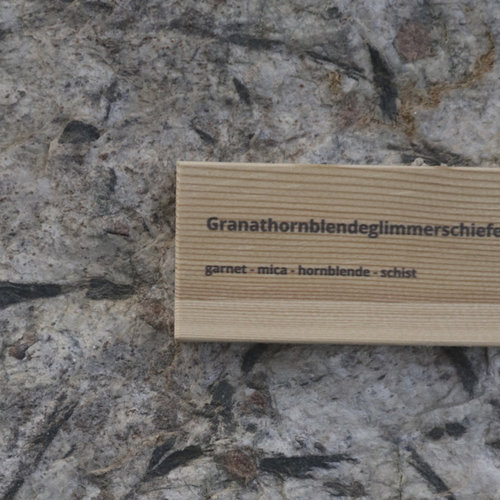 Granathornblendeglimmerschiefe
garnet - mica - hornblende - schist